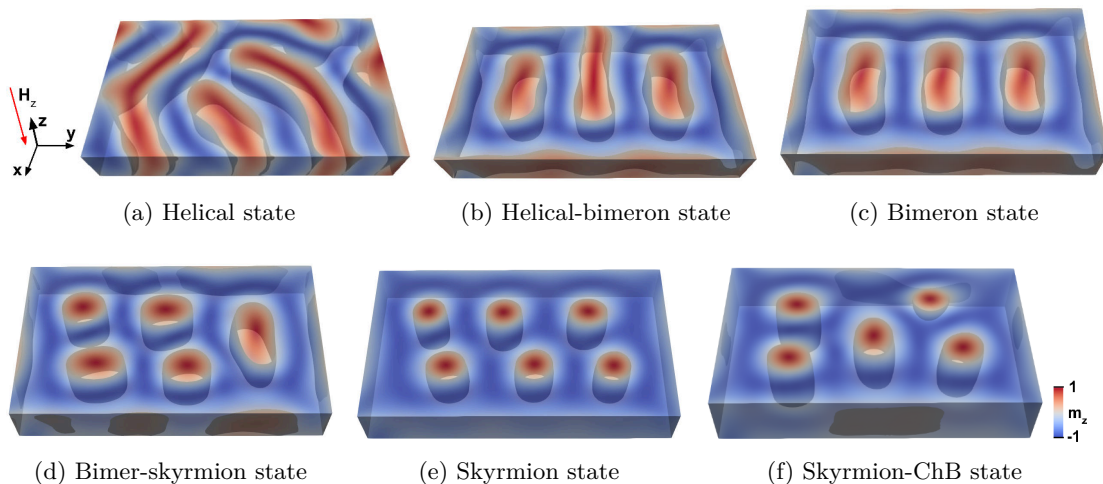 H_z
z
y
x
(a) Helical state
(b) Helical-bimeron state
(c) Bimeron state
(d) Bimer-skyrmion state
(e) Skyrmion state
(f) Skyrmion-ChB state
1
m_z
-1